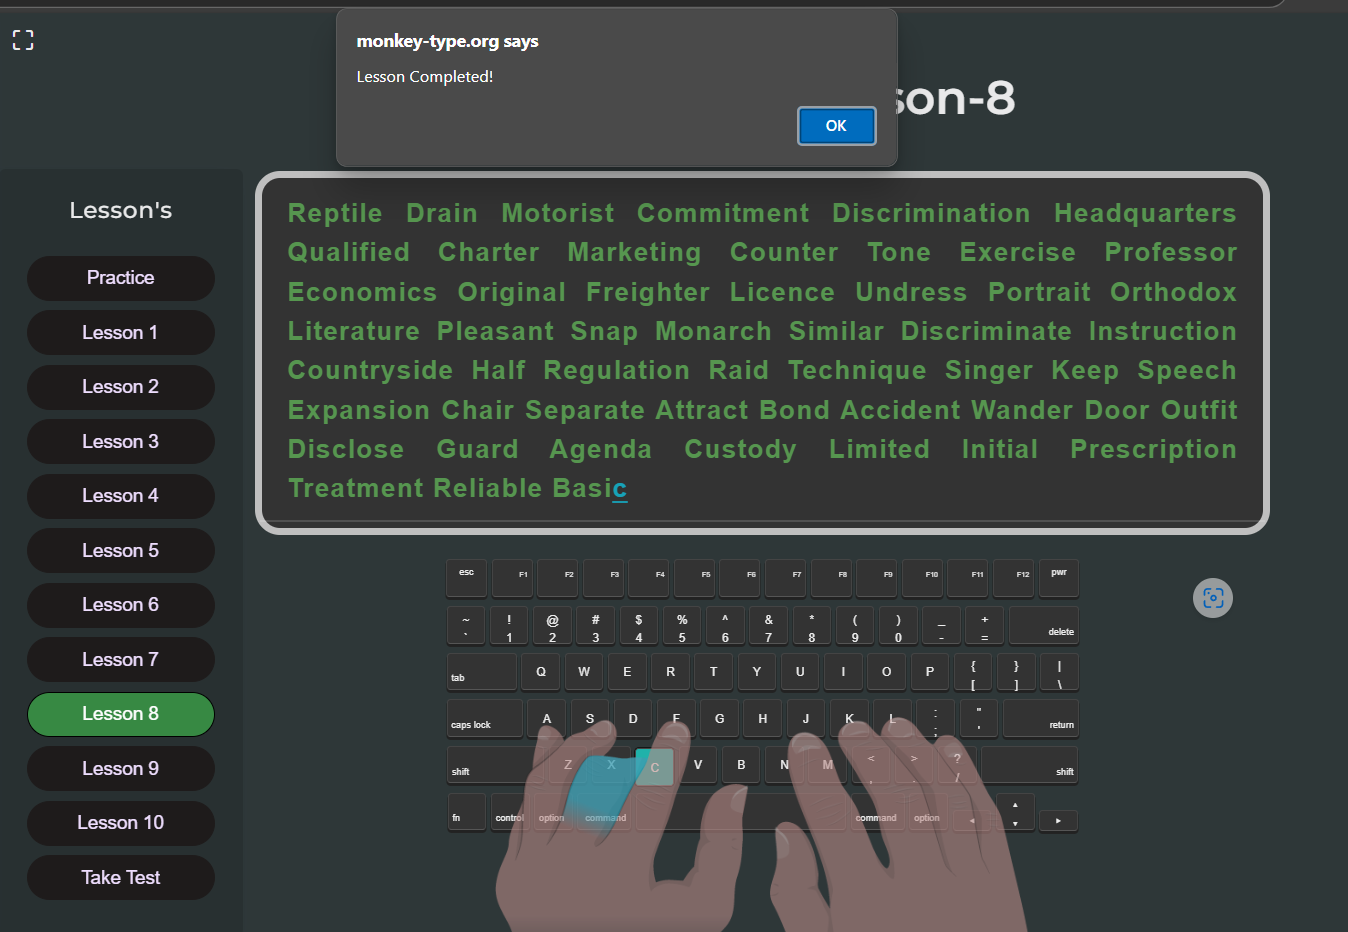 monkey-type.org says
Lesson Completed!
OK
son-8
Lesson's
Practice
Lesson 1
Lesson 2
Lesson 3
Lesson 4
Lesson 5
Lesson 6
Lesson 7
Lesson 8
Lesson 9
Lesson 10
Take Test
Reptile Drain Motorist Commitment Discrimination Headquarters
Qualified Charter Marketing Counter Tone Exercise Professor
Economics Original Freighter Licence Undress Portrait Orthodox
Literature Pleasant Snap Monarch Similar Discriminate Instruction
Countryside Half Regulation Raid Technique Singer Keep Speech
Expansion Chair Separate Attract Bond Accident Wander Door Outfit
Disclose Guard Agenda Custody Limited Initial Prescription
Treatment Reliable Basic
esc F1 F2 F3 F4 F5 F6 F7 F8 F9 F10 F11 F12 pwr
~ ! @ # $ % ^ & * ( ) _ +
` 1 2 3 4 5 6 7 8 9 0 - = delete
tab Q W E R T Y U I O P { } |
[ ] \
caps lock A S D F G H J K L : " return
; '
shift Z X C V B N M < > ? shift
, . /
fn control option command command option